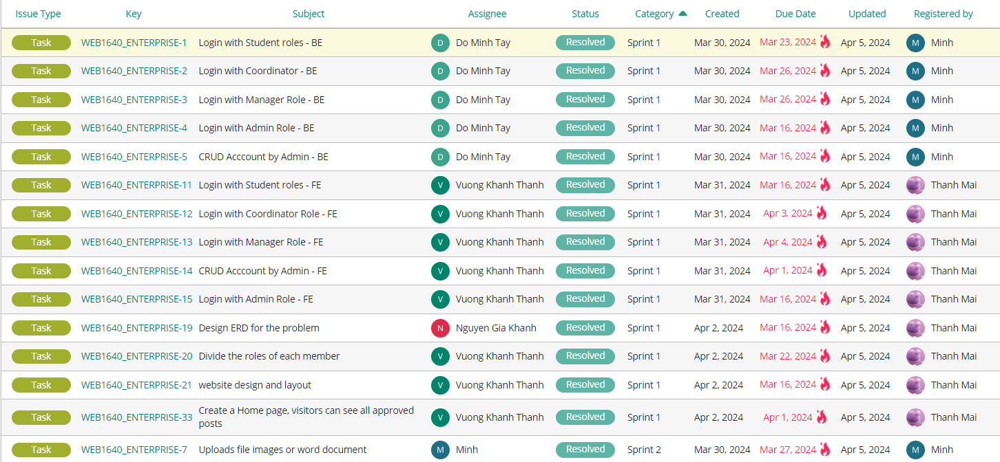 Issue Type Key Subject Assignee Status Category Created Due Date Updated Registered by
Task WEB1640_ENTERPRISE-1 Login with Student roles - BE D Do Minh Tay Resolved Sprint 1 Mar 30, 2024 Mar 23, 2024 Apr 5, 2024 M Minh
Task WEB1640_ENTERPRISE-2 Login with Coordinator - BE D Do Minh Tay Resolved Sprint 1 Mar 30, 2024 Mar 26, 2024 Apr 5, 2024 M Minh
Task WEB1640_ENTERPRISE-3 Login with Manager Role - BE D Do Minh Tay Resolved Sprint 1 Mar 30, 2024 Mar 26, 2024 Apr 5, 2024 M Minh
Task WEB1640_ENTERPRISE-4 Login with Admin Role - BE D Do Minh Tay Resolved Sprint 1 Mar 30, 2024 Mar 16, 2024 Apr 5, 2024 M Minh
Task WEB1640_ENTERPRISE-5 CRUD Acccount by Admin - BE D Do Minh Tay Resolved Sprint 1 Mar 30, 2024 Mar 16, 2024 Apr 5, 2024 M Minh
Task WEB1640_ENTERPRISE-11 Login with Student roles - FE V Vuong Khanh Thanh Resolved Sprint 1 Mar 31, 2024 Mar 16, 2024 Apr 5, 2024 Thanh Mai
Task WEB1640_ENTERPRISE-12 Login with Coordinator Role - FE V Vuong Khanh Thanh Resolved Sprint 1 Mar 31, 2024 Apr 3, 2024 Apr 5, 2024 Thanh Mai
Task WEB1640_ENTERPRISE-13 Login with Manager Role - FE V Vuong Khanh Thanh Resolved Sprint 1 Mar 31, 2024 Apr 4, 2024 Apr 5, 2024 Thanh Mai
Task WEB1640_ENTERPRISE-14 CRUD Acccount by Admin - FE V Vuong Khanh Thanh Resolved Sprint 1 Mar 31, 2024 Apr 1, 2024 Apr 5, 2024 Thanh Mai
Task WEB1640_ENTERPRISE-15 Login with Admin Role - FE V Vuong Khanh Thanh Resolved Sprint 1 Mar 31, 2024 Mar 16, 2024 Apr 5, 2024 Thanh Mai
Task WEB1640_ENTERPRISE-19 Design ERD for the problem N Nguyen Gia Khanh Resolved Sprint 1 Apr 2, 2024 Mar 16, 2024 Apr 5, 2024 Thanh Mai
Task WEB1640_ENTERPRISE-20 Divide the roles of each member V Vuong Khanh Thanh Resolved Sprint 1 Apr 2, 2024 Mar 22, 2024 Apr 5, 2024 Thanh Mai
Task WEB1640_ENTERPRISE-21 website design and layout V Vuong Khanh Thanh Resolved Sprint 1 Apr 2, 2024 Mar 16, 2024 Apr 5, 2024 Thanh Mai
Task WEB1640_ENTERPRISE-33 Create a Home page, visitors can see all approved
posts V Vuong Khanh Thanh Resolved Sprint 1 Apr 2, 2024 Apr 1, 2024 Apr 5, 2024 Thanh Mai
Task WEB1640_ENTERPRISE-7 Uploads file images or word document M Minh Resolved Sprint 2 Mar 30, 2024 Mar 27, 2024 Apr 5, 2024 M Minh